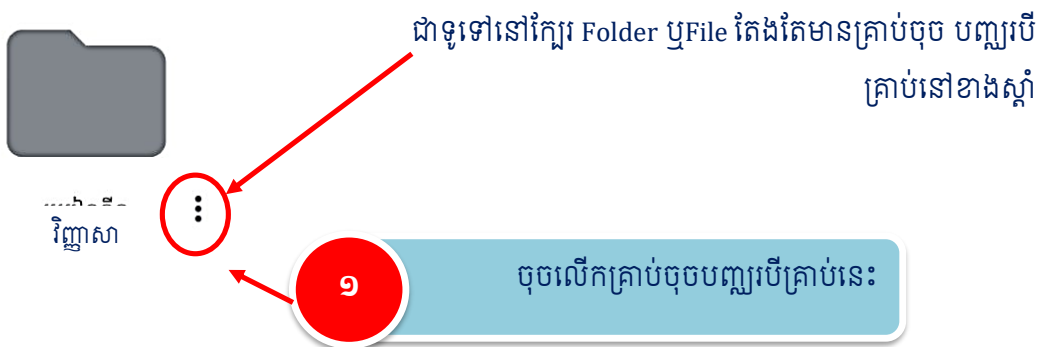 ជាទូទៅនៅក្បែរ Folder ឬFile តែងតែមានគ្រាប់ចុច បញ្ឈរបី
គ្រាប់នៅខាងស្តាំ
វិញ្ញាសា
១
ចុចលើកគ្រាប់ចុចបញ្ឈរបីគ្រាប់នេះ